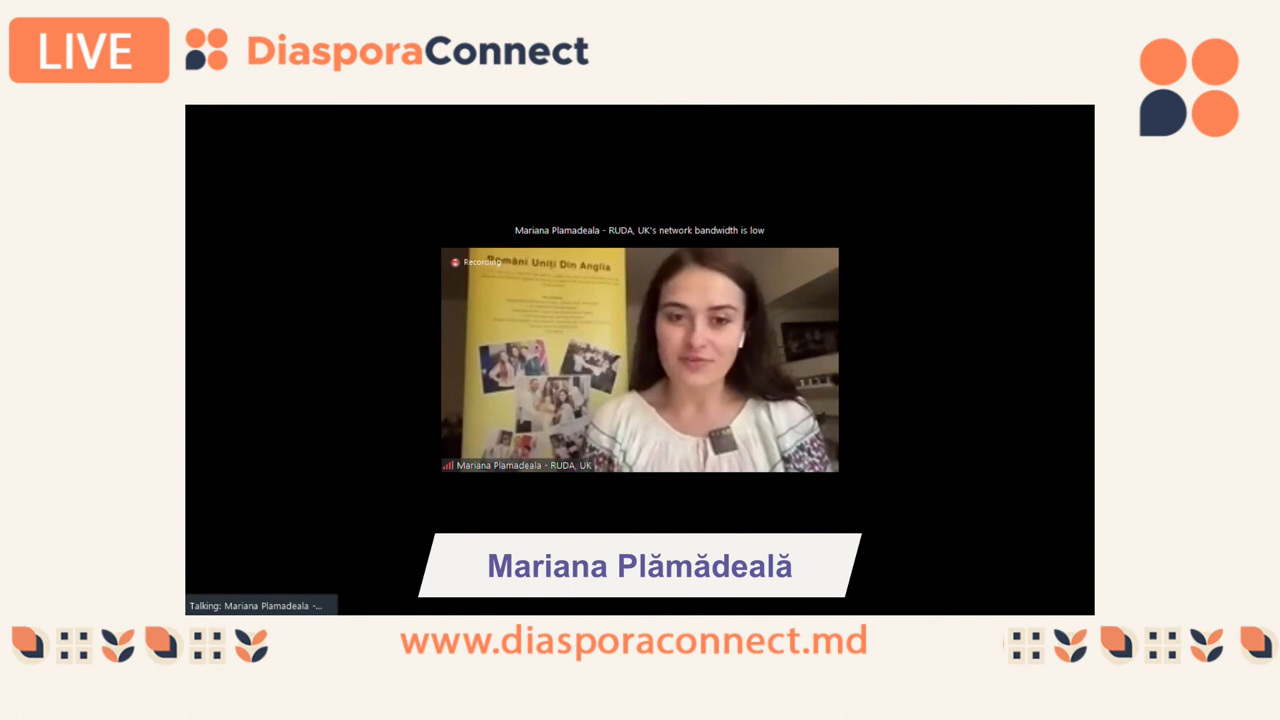 LIVE
DiasporaConnect
Mariana Plamadeala - RUDA, UK's network bandwidth is low
Recording
Români Uniți Din Anglia
Mariana Plamadeala - RUDA, UK
Mariana Plămădeală
Talking: Mariana Plamadeala -...
www.diasporaconnect.md